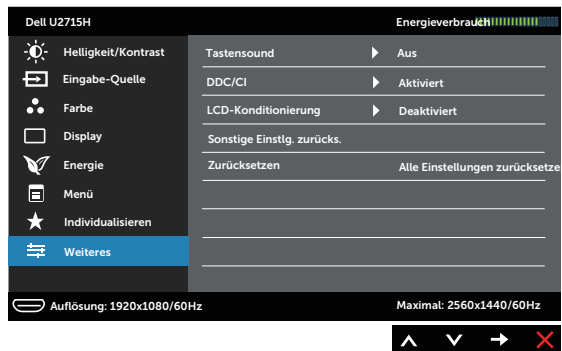 Dell U2715H
Energieverbrauch
Helligkeit/Kontrast
Tastensound
Aus
Eingabe-Quelle
DDC/CI
Aktiviert
Farbe
LCD-Konditionierung
Deaktiviert
Display
Sonstige Einstlg. zurücks.
Energie
Zurücksetzen
Alle Einstellungen zurücksetze
Menü
Individualisieren
Weiteres
Auflösung: 1920x1080/60Hz
Maximal: 2560x1440/60Hz